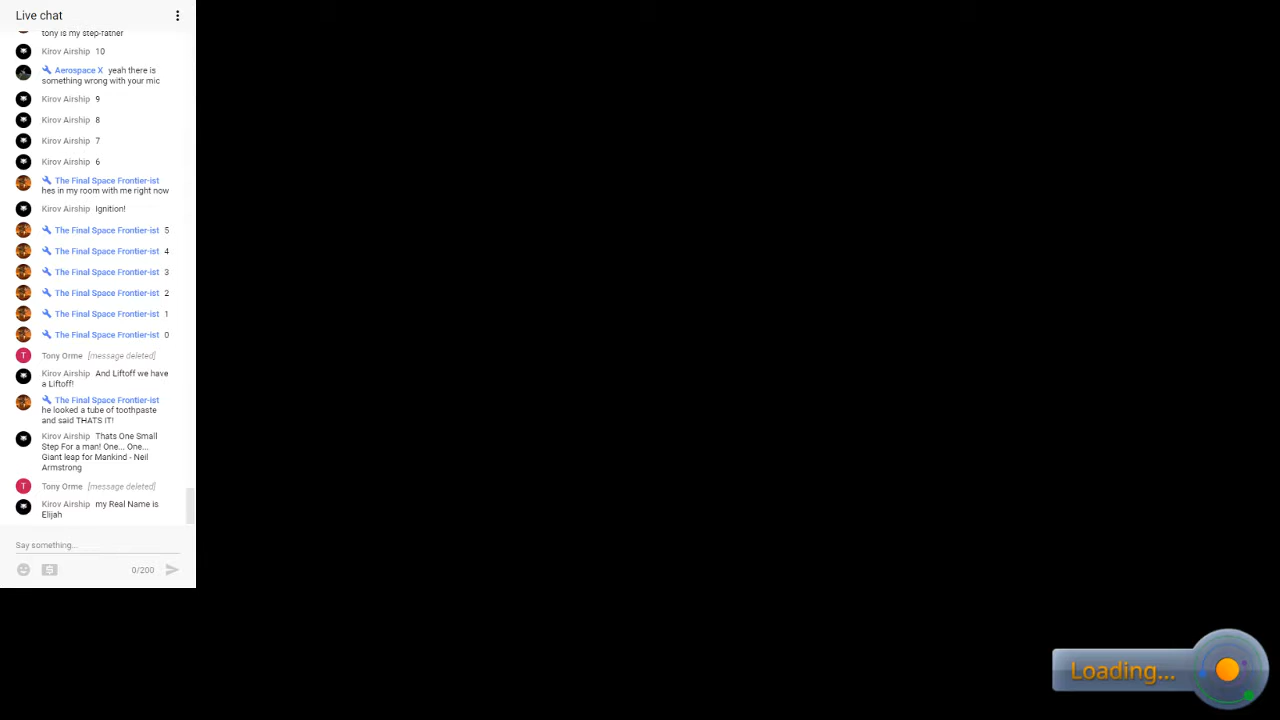 Live chat
tony is my step-father
Kirov Airship 10
Aerospace X yeah there is
something wrong with your mic
Kirov Airship 9
Kirov Airship 8
Kirov Airship 7
Kirov Airship 6
The Final Space Frontier-ist
hes in my room with me right now
Kirov Airship Ignition!
The Final Space Frontier-ist 5
The Final Space Frontier-ist 4
The Final Space Frontier-ist 3
The Final Space Frontier-ist 2
The Final Space Frontier-ist 1
The Final Space Frontier-ist 0
T Tony Orme [message deleted]
Kirov Airship And Liftoff we have
a Liftoff!
The Final Space Frontier-ist
he looked a tube of toothpaste
and said THATS IT!
Kirov Airship Thats One Small
Step For a man! One... One...
Giant leap for Mankind - Neil
Armstrong
T Tony Orme [message deleted]
Kirov Airship my Real Name is
Elijah
Say something...
0/200
Loading...